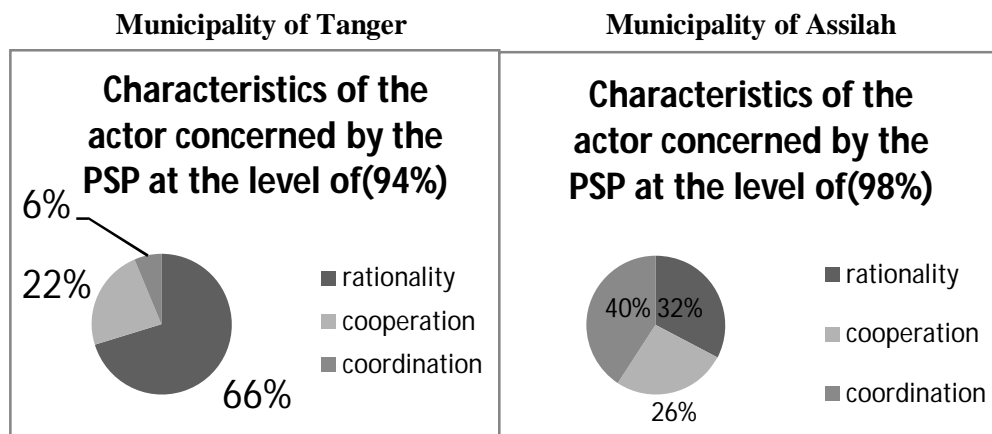 Municipality of Tanger
Characteristics of the
actor concerned by the
PSP at the level of(94%)
6%
22%
66%
rationality
cooperation
coordination
Municipality of Assilah
Characteristics of the
actor concerned by the
PSP at the level of(98%)
40%
32%
26%
rationality
cooperation
coordination